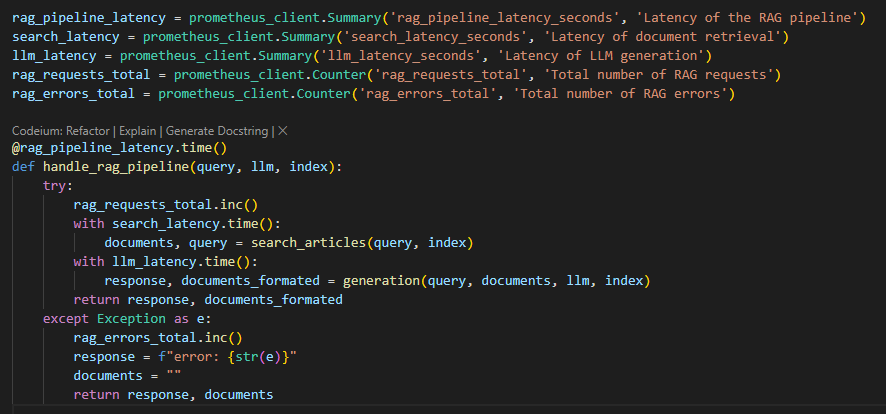 rag_pipeline_latency = prometheus_client.Summary('rag_pipeline_latency_seconds', 'Latency of the RAG pipeline')
search_latency = prometheus_client.Summary('search_latency_seconds', 'Latency of document retrieval')
llm_latency = prometheus_client.Summary('llm_latency_seconds', 'Latency of LLM generation')
rag_requests_total = prometheus_client.Counter('rag_requests_total', 'Total number of RAG requests')
rag_errors_total = prometheus_client.Counter('rag_errors_total', 'Total number of RAG errors')
Codeium: Refactor | Explain | Generate Docstring | ×
@rag_pipeline_latency.time()
def handle_rag_pipeline(query, llm, index):
    try:
        rag_requests_total.inc()
        with search_latency.time():
            documents, query = search_articles(query, index)
        with llm_latency.time():
            response, documents_formated = generation(query, documents, llm, index)
        return response, documents_formated
    except Exception as e:
        rag_errors_total.inc()
        response = f"error: {str(e)}"
        documents = ""
        return response, documents